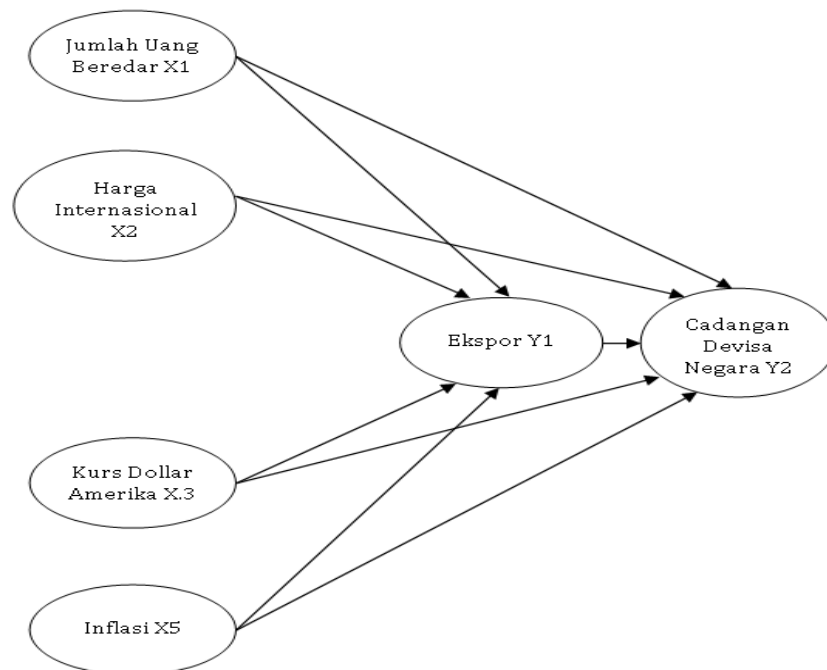 Jumlah Uang
Beredar X1
Harga
Internasional
X2
Ekspor Y1
Cadangan
Devisa
Negara Y2
Kurs Dollar
Amerika X.3
Inflasi X5